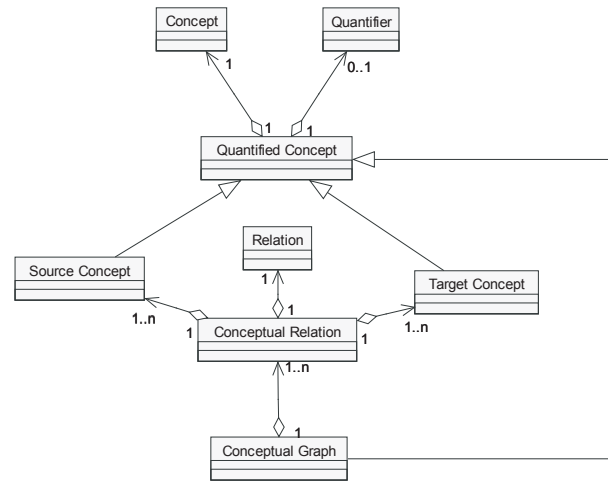 Concept
Quantifier
1
0..1
1
1
Quantified Concept
Relation
Source Concept
1
Target Concept
1..n
1
1..n
1
Conceptual Relation
1
1..n
1
Conceptual Graph